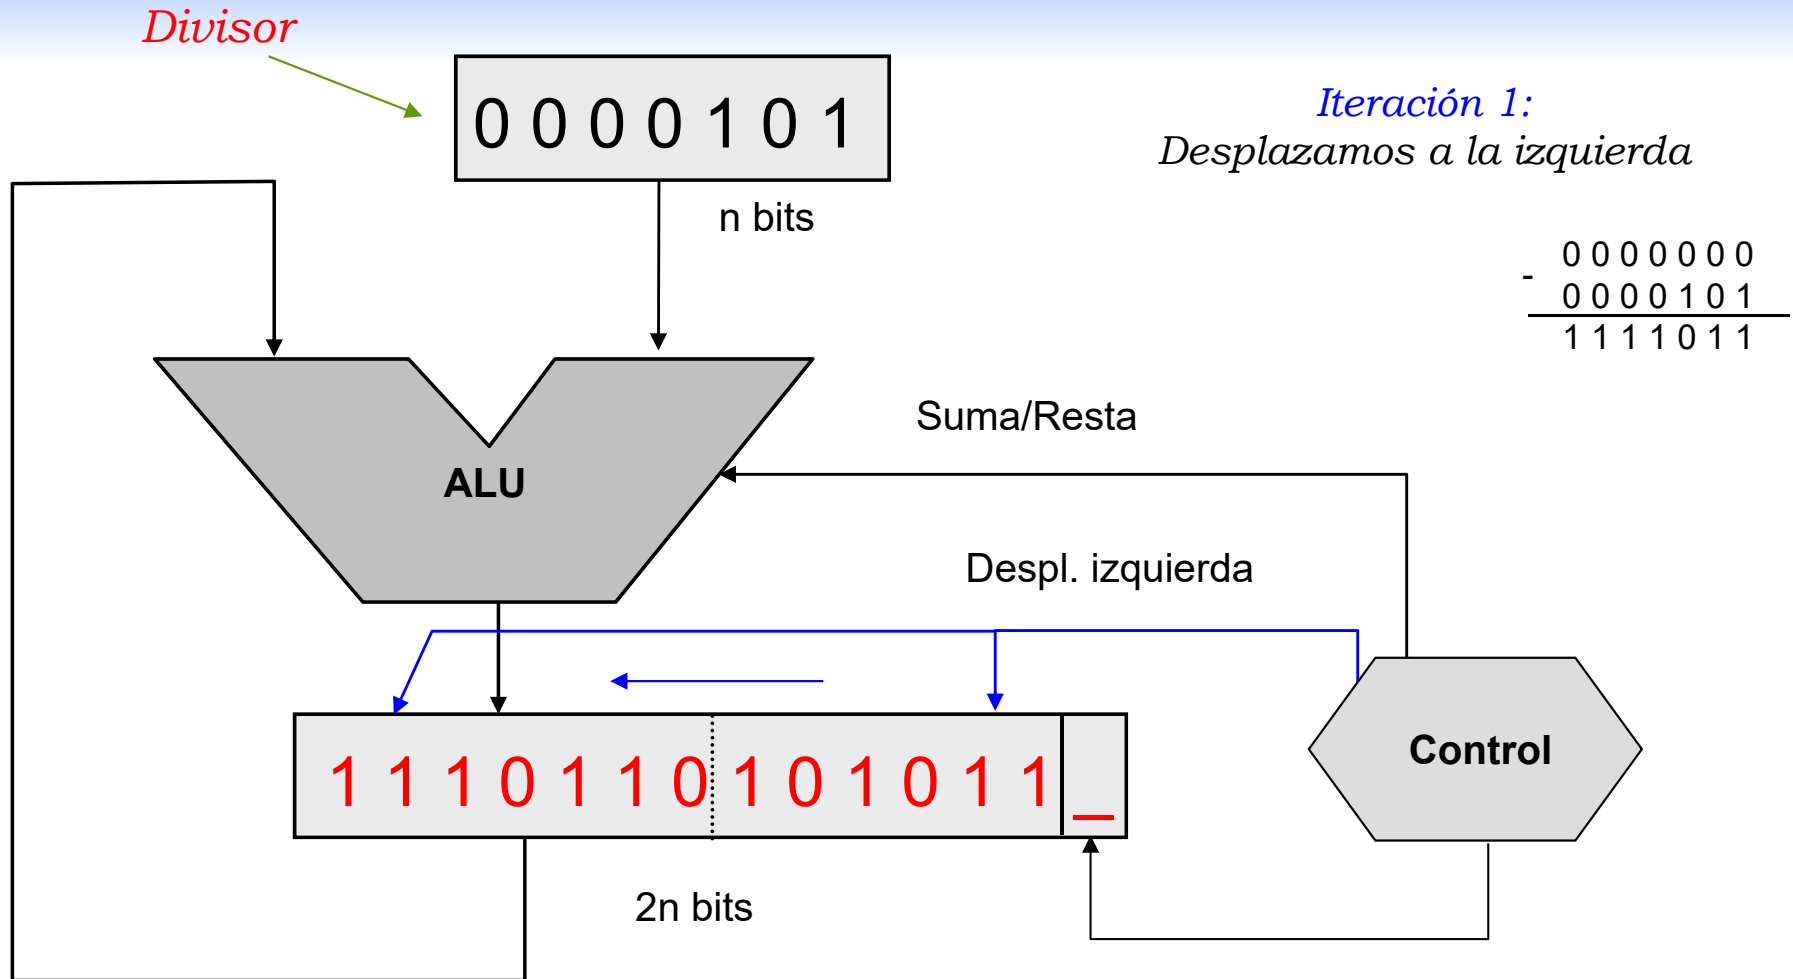 Divisor
0 0 0 0 1 0 1
Iteración 1:
Desplazamos a la izquierda
n bits
0 0 0 0 0 0 0
-
0 0 0 0 1 0 1
1 1 1 1 0 1 1
Suma/Resta
ALU
Despl. izquierda
1 1 1 0 1 1 0 1 0 1 0 1 1 _
Control
2n bits